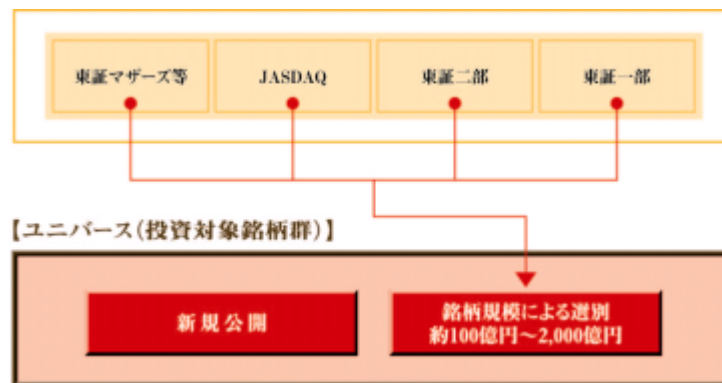 東証マザーズ等
JASDAQ
東証二部
東証一部
【ユニバース(投資対象銘柄群)】
新規公開
銘柄規模による選別
約100億円～2,000億円